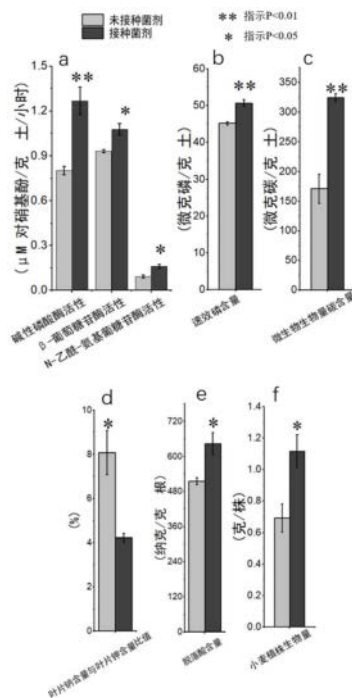 未接种菌剂
接种菌剂
** 指示P<0.01
* 指示P<0.05
a
b
c
(μM 对硝基酚/克 土/小时)
1.5
1.2
0.9
0.6
0.3
0.0
**
*
*
碱性磷酸酶活性
β-葡萄糖苷酶活性
N-乙酰-氨基葡糖苷酶活性
(微克磷/克 土)
60
50
40
30
20
10
0
**
速效磷含量
(微克碳/克 土)
350
300
250
200
150
100
50
0
**
微生物生物量碳含量
d
e
f
(%)
10
8
6
4
2
0
*
叶片钠含量与叶片钾含量比值
(纳克/克 根)
720
600
480
360
240
120
0
*
脱落酸含量
(克/株)
1.4
1.2
1.0
0.8
0.6
0.4
0.2
0.0
*
小麦植株生物量